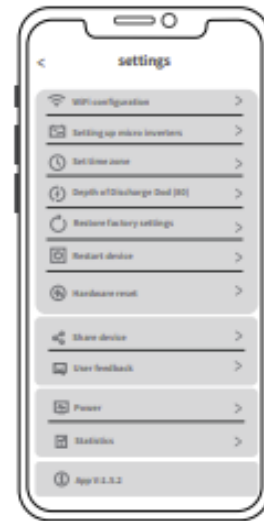 <
settings
WiFi configuration >
Setting up micro inverters >
Set time zone >
Depth of Discharge Dod (80) >
Restore factory settings >
Restart device >
Hardware reset >
Share device >
User feedback >
Power >
Statistics >